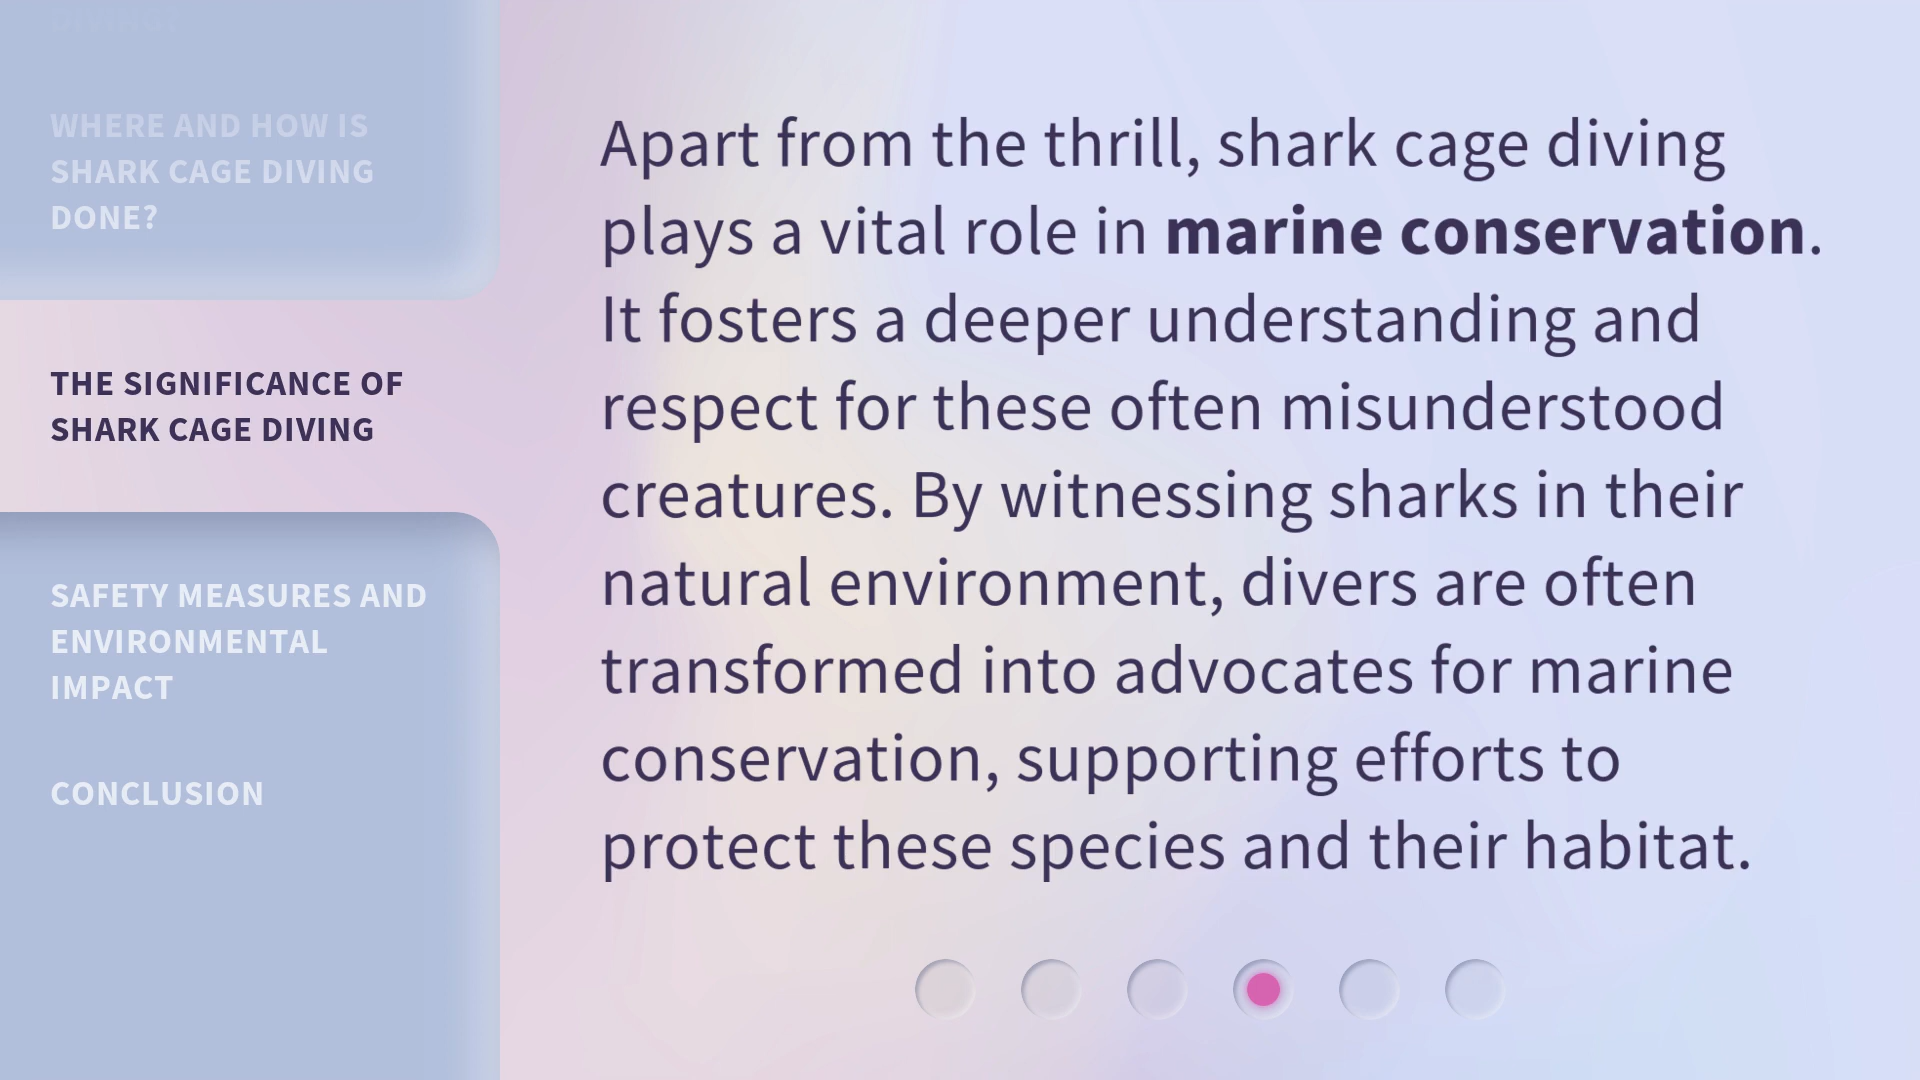 WHERE AND HOW IS
SHARK CAGE DIVING
DONE?
THE SIGNIFICANCE OF
SHARK CAGE DIVING
SAFETY MEASURES AND
ENVIRONMENTAL
IMPACT
CONCLUSION
Apart from the thrill, shark cage diving
plays a vital role in marine conservation.
It fosters a deeper understanding and
respect for these often misunderstood
creatures. By witnessing sharks in their
natural environment, divers are often
transformed into advocates for marine
conservation, supporting efforts to
protect these species and their habitat.